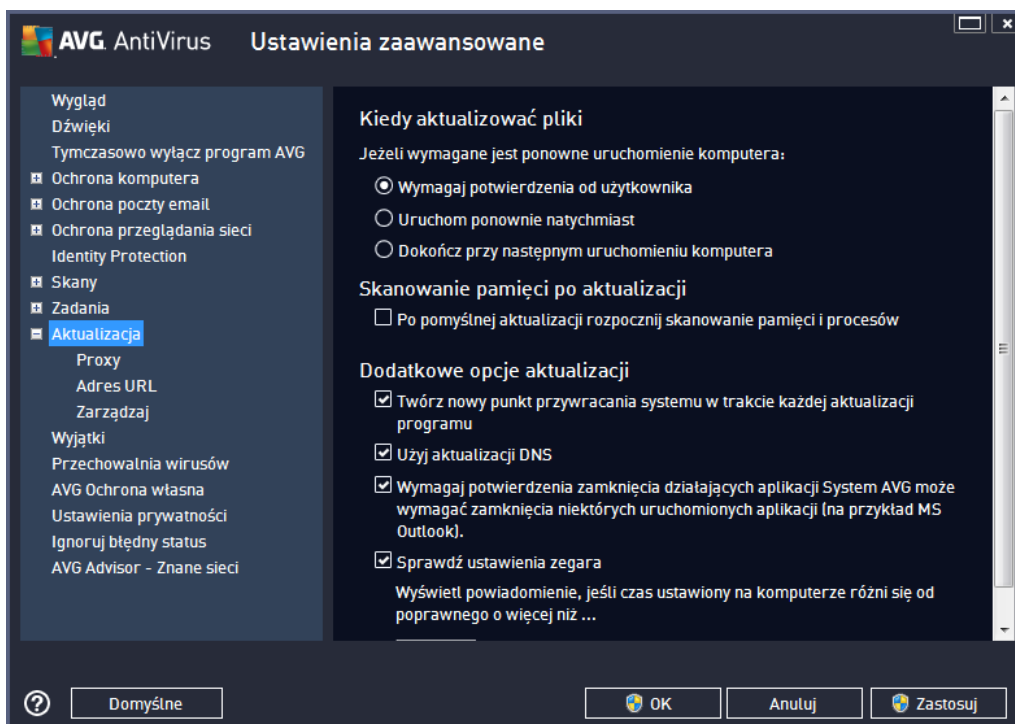 AVG. AntiVirus Ustawienia zaawansowane
Wygląd
Dźwięki
Tymczasowo wyłącz program AVG
Ochrona komputera
Ochrona poczty email
Ochrona przeglądania sieci
Identity Protection
Skany
Zadania
Aktualizacja
Proxy
Adres URL
Zarządzaj
Wyjątki
Przechowalnia wirusów
AVG Ochrona własna
Ustawienia prywatności
Ignoruj błędny status
AVG Advisor - Znane sieci
Kiedy aktualizować pliki
Jeżeli wymagane jest ponowne uruchomienie komputera:
Wymagaj potwierdzenia od użytkownika
Uruchom ponownie natychmiast
Dokończ przy następnym uruchomieniu komputera
Skanowanie pamięci po aktualizacji
Po pomyślnej aktualizacji rozpocznij skanowanie pamięci i procesów
Dodatkowe opcje aktualizacji
Twórz nowy punkt przywracania systemu w trakcie każdej aktualizacji
programu
Użyj aktualizacji DNS
Wymagaj potwierdzenia zamknięcia działających aplikacji System AVG może
wymagać zamknięcia niektórych uruchomionych aplikacji (na przykład MS
Outlook).
Sprawdź ustawienia zegara
Wyświetl powiadomienie, jeśli czas ustawiony na komputerze różni się od
poprawnego o więcej niż ...
? Domyślne OK Anuluj Zastosuj